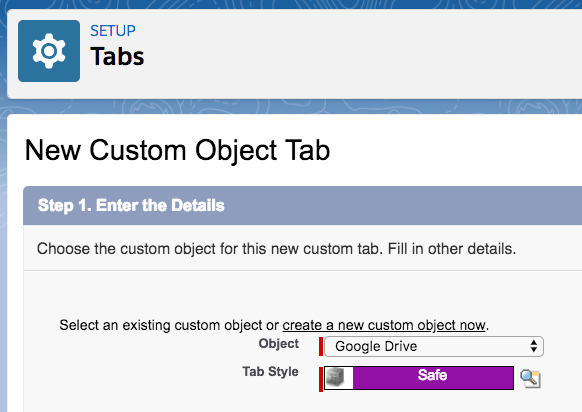 SETUP
Tabs
New Custom Object Tab
Step 1. Enter the Details
Choose the custom object for this new custom tab. Fill in other details.
Select an existing custom object or create a new custom object now.
Object Google Drive
Tab Style Safe